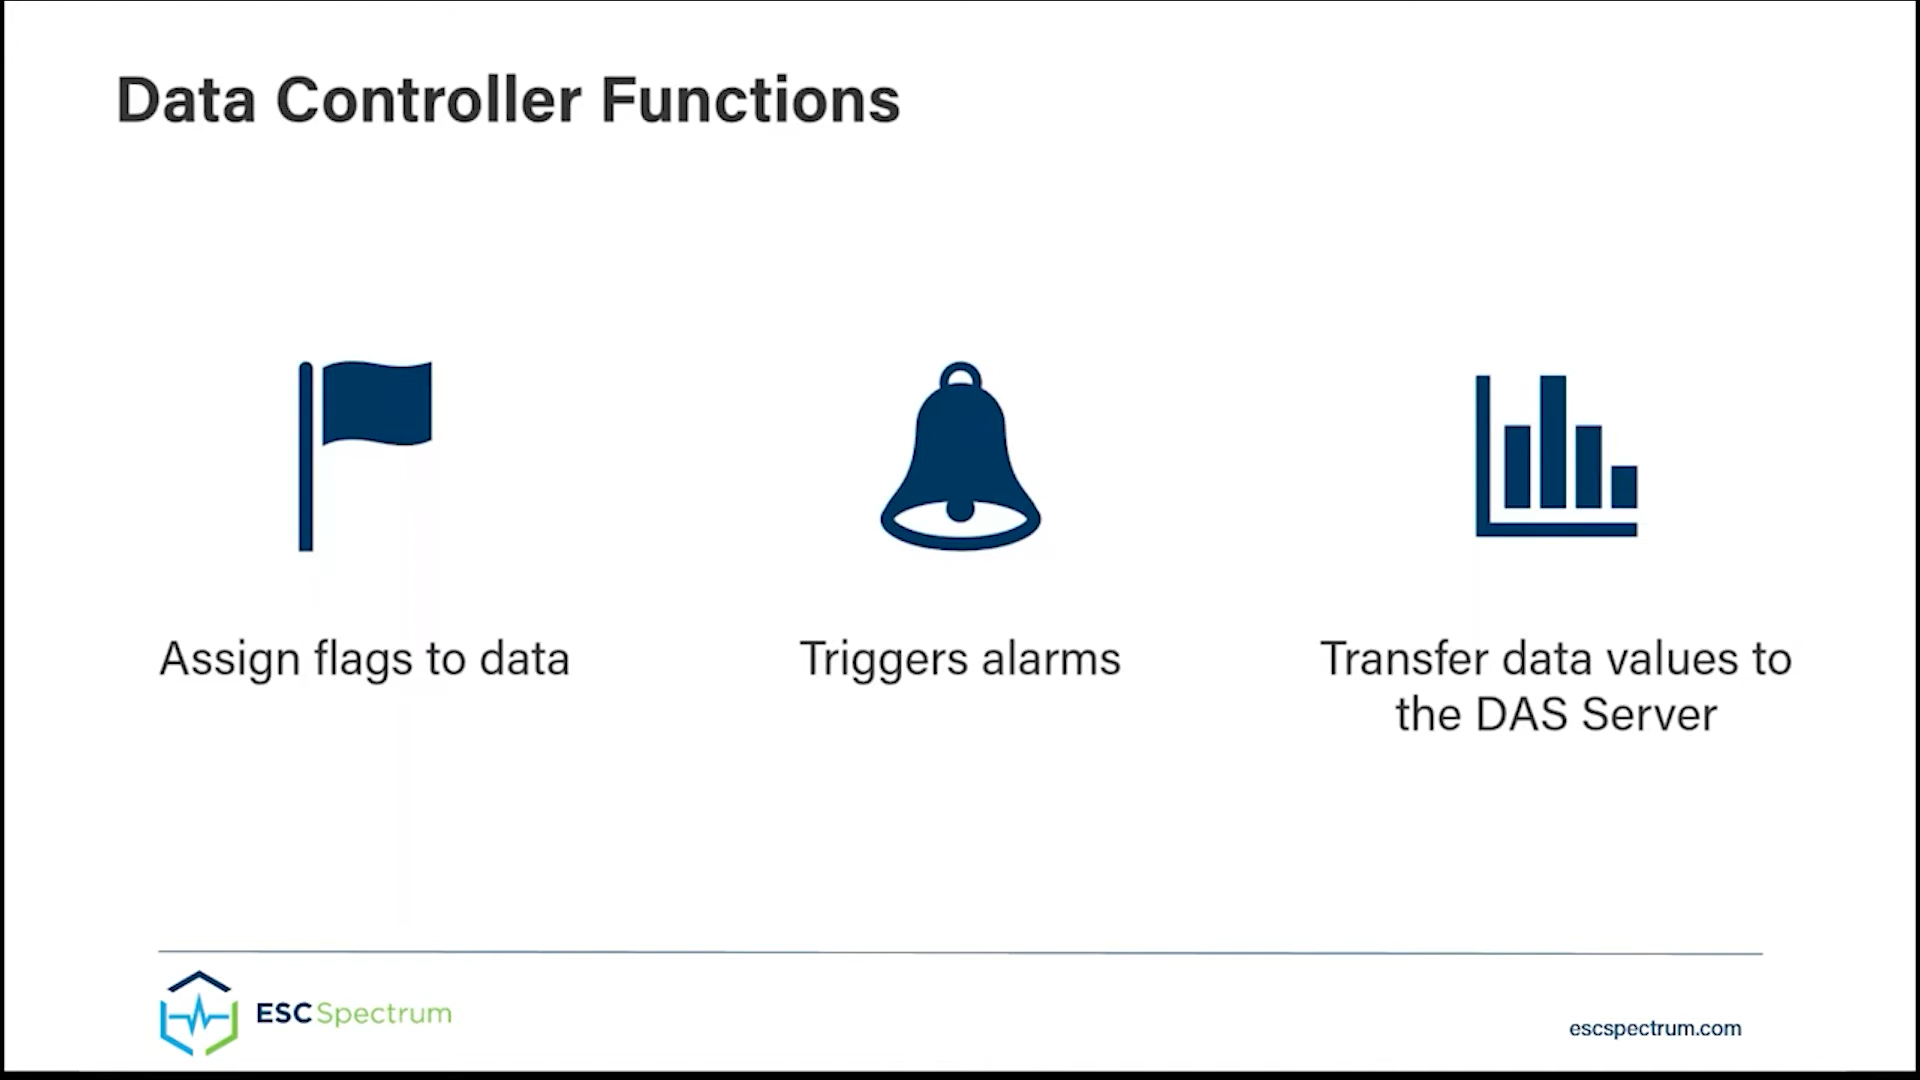 Data Controller Functions
Assign flags to data
Triggers alarms
Transfer data values to
the DAS Server
ESC Spectrum
escspectrum.com